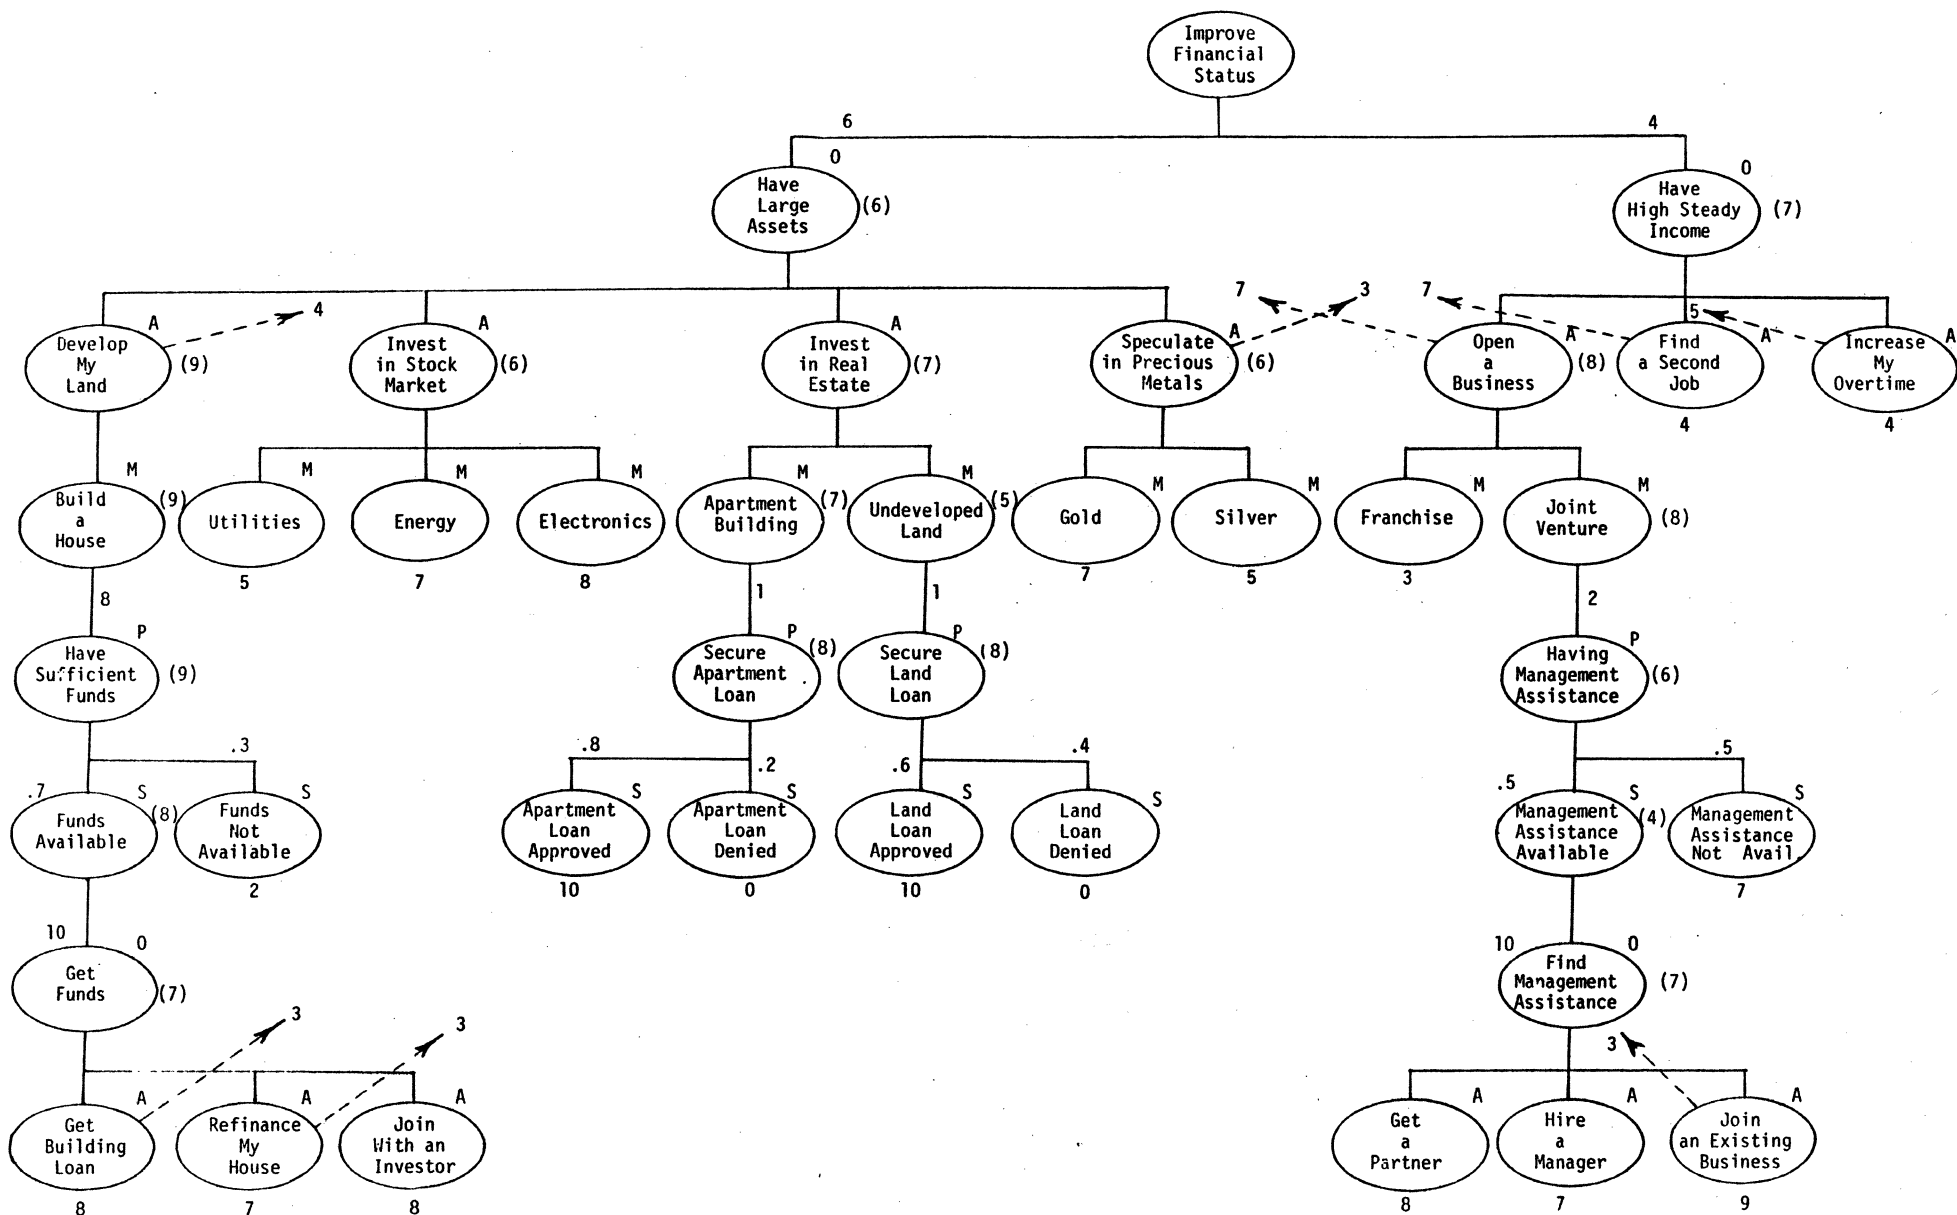 Improve
Financial
Status
6
4
0
0
Have
Large
Assets
(6)
Have
High Steady
Income
(7)
4
7
3
7
5
A
A
A
A
A
A
A
Develop
My
Land
(9)
Invest
in Stock
Market
(6)
Invest
in Real
Estate
(7)
Speculate
in Precious
Metals
(6)
Open
a
Business
(8)
Find
a Second
Job
4
Increase
My
Overtime
4
M
M
M
M
M
M
M
M
M
M
Build
a
House
(9)
Utilities
5
Energy
7
Electronics
8
Apartment
Building
(7)
Undeveloped
Land
(5)
Gold
7
Silver
5
Franchise
3
Joint
Venture
(8)
8
1
1
2
P
P
P
P
Have
Sufficient
Funds
(9)
Secure
Apartment
Loan
(8)
Secure
Land
Loan
(8)
Having
Management
Assistance
(6)
.7
.3
.8
.2
.6
.4
.5
.5
S
S
S
S
S
S
S
S
Funds
Available
(8)
Funds
Not
Available
2
Apartment
Loan
Approved
10
Apartment
Loan
Denied
0
Land
Loan
Approved
10
Land
Loan
Denied
0
Management
Assistance
Available
(4)
Management
Assistance
Not Avail.
7
10
0
10
0
Get
Funds
(7)
Find
Management
Assistance
(7)
3
3
3
A
A
A
A
A
A
Get
Building
Loan
8
Refinance
My
House
7
Join
With an
Investor
8
Get
a
Partner
8
Hire
a
Manager
7
Join
an Existing
Business
9